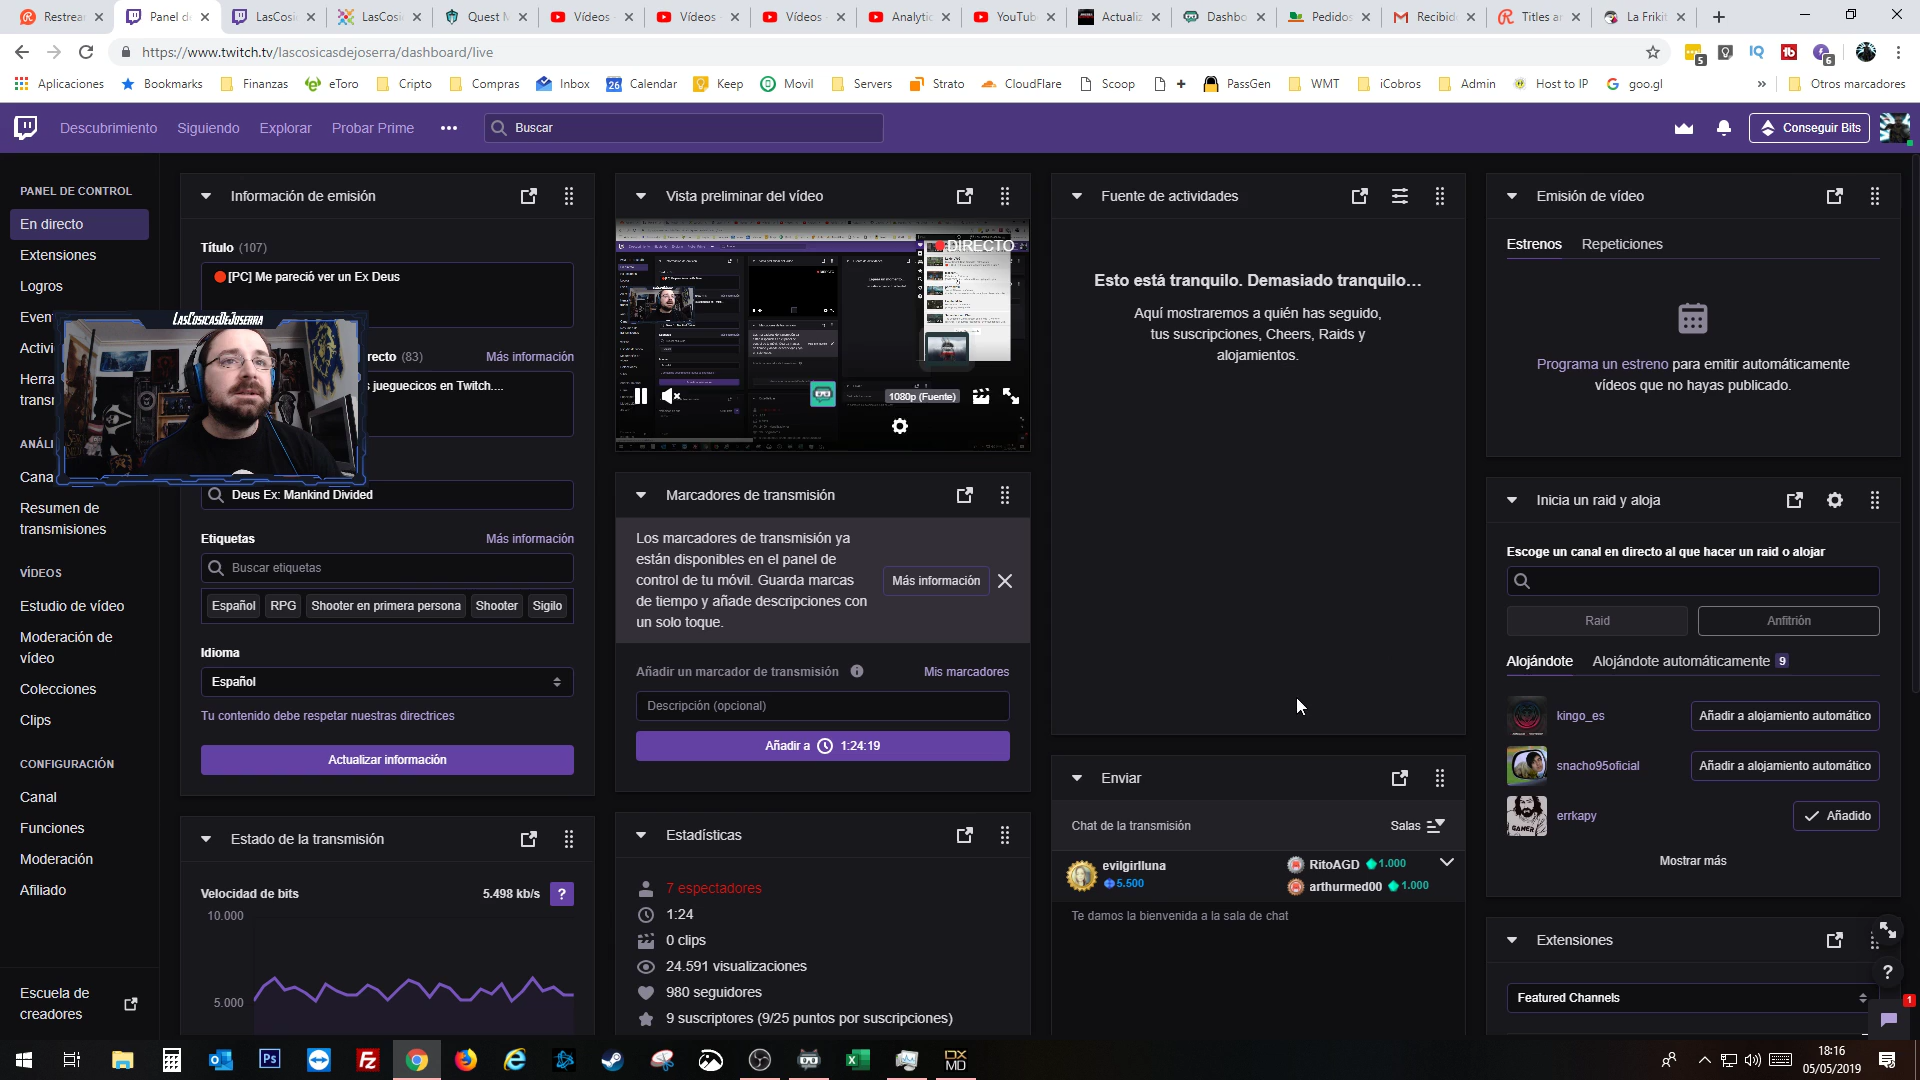 Restrear
Panel de
LasCosic
LasCosic
Quest M
Vídeos -
Vídeos -
Vídeos -
Analytic
YouTub
Actualiz
Dashbo
Pedidos
Recibid
Titles an
La Frikit
https://www.twitch.tv/lascosicasdejoserra/dashboard/live
Aplicaciones
Bookmarks
Finanzas
eToro
Cripto
Compras
Inbox
Calendar
Keep
Movil
Servers
Strato
CloudFlare
Scoop
+
PassGen
WMT
iCobros
Admin
Host to IP
goo.gl
»
Otros marcadores
Descubrimiento
Siguiendo
Explorar
Probar Prime
Buscar
Conseguir Bits
PANEL DE CONTROL
En directo
Extensiones
Logros
Even
Activi
Herra
transr
ANÁLI
Cana
Resumen de
transmisiones
VÍDEOS
Estudio de vídeo
Moderación de
vídeo
Colecciones
Clips
CONFIGURACIÓN
Canal
Funciones
Moderación
Afiliado
Escuela de
creadores
Información de emisión
Título (107)
[PC] Me pareció ver un Ex Deus
LasCosicasDeJoserra
recto (83)
Más información
s jueguecicos en Twitch....
Deus Ex: Mankind Divided
Etiquetas
Más información
Buscar etiquetas
Español
RPG
Shooter en primera persona
Shooter
Sigilo
Idioma
Español
Tu contenido debe respetar nuestras directrices
Actualizar información
Estado de la transmisión
Velocidad de bits
5.498 kb/s
?
10.000
5.000
Vista preliminar del vídeo
DIRECTO
1080p (Fuente)
Marcadores de transmisión
Los marcadores de transmisión ya
están disponibles en el panel de
control de tu móvil. Guarda marcas
de tiempo y añade descripciones con
un solo toque.
Más información
Añadir un marcador de transmisión
Mis marcadores
Descripción (opcional)
Añadir a 1:24:19
Estadísticas
7 espectadores
1:24
0 clips
24.591 visualizaciones
980 seguidores
9 suscriptores (9/25 puntos por suscripciones)
Fuente de actividades
Esto está tranquilo. Demasiado tranquilo…
Aquí mostraremos a quién has seguido,
tus suscripciones, Cheers, Raids y
alojamientos.
Enviar
Chat de la transmisión
Salas
evilgirlluna
5.500
RitoAGD 1.000
arthurmed00 1.000
Te damos la bienvenida a la sala de chat
Emisión de vídeo
Estrenos
Repeticiones
Programa un estreno para emitir automáticamente
vídeos que no hayas publicado.
Inicia un raid y aloja
Escoge un canal en directo al que hacer un raid o alojar
Raid
Anfitrión
Alojándote
Alojándote automáticamente 9
kingo_es
Añadir a alojamiento automático
snacho95oficial
Añadir a alojamiento automático
errkapy
Añadido
Mostrar más
Extensiones
Featured Channels
?
1
18:16
05/05/2019